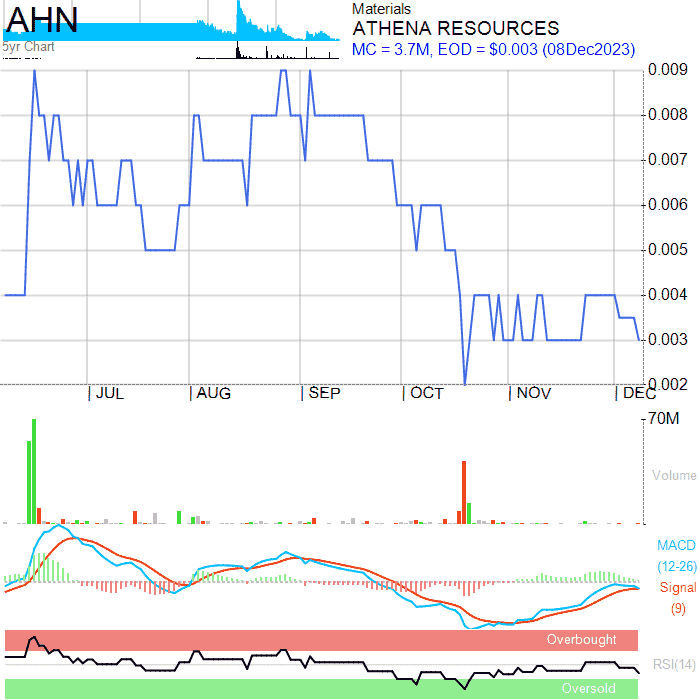 AHN
5yr Chart
Materials
ATHENA RESOURCES
MC = 3.7M, EOD = $0.003 (08Dec2023)
0.009
0.008
0.007
0.006
0.005
0.004
0.003
0.002
JUL AUG SEP OCT NOV DEC
70M
Volume
MACD
(12-26)
Signal
(9)
Overbought
RSI(14)
Oversold